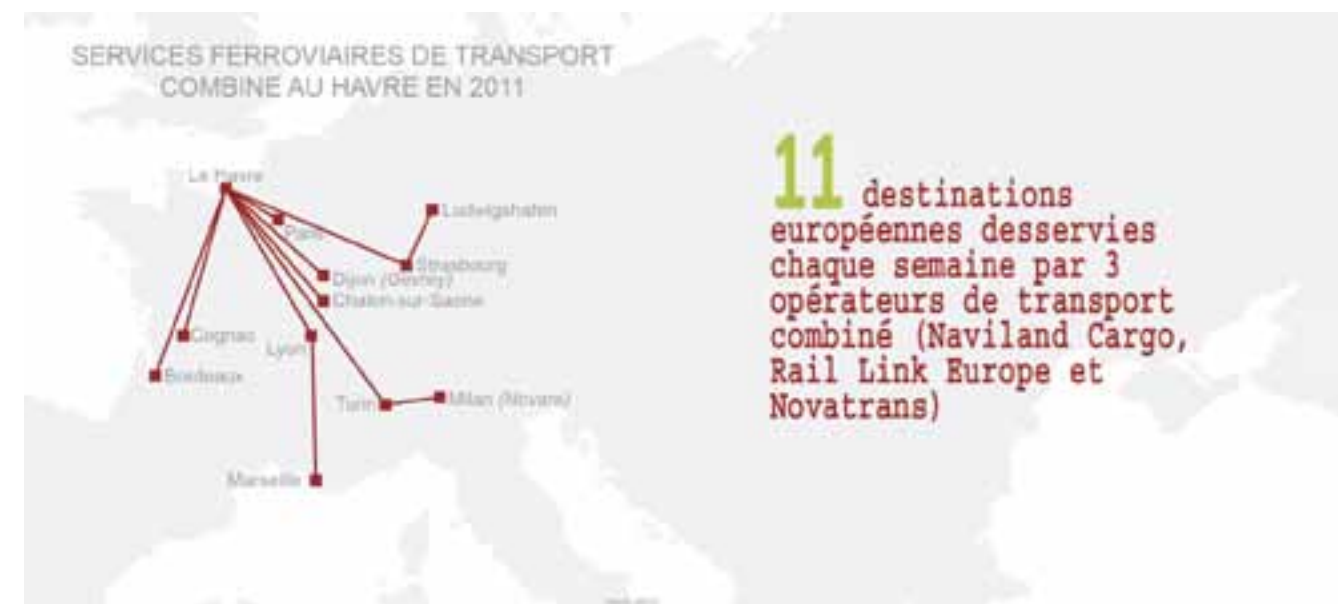 SERVICES FERROVIAIRES DE TRANSPORT
COMBINE AU HAVRE EN 2011
Le Havre
Paris
Ludwigshafen
Strasbourg
Dijon (Gevrey)
Chalon-sur-Saone
Cognac
Lyon
Bordeaux
Turin
Milan (Novara)
Marseille
11 destinations
européennes desservies
chaque semaine par 3
opérateurs de transport
combiné (Naviland Cargo,
Rail Link Europe et
Novatrans)